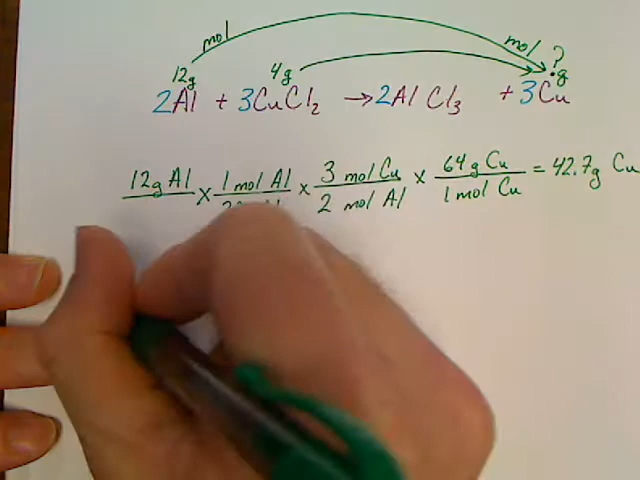 mol mol
12g 4g ? g
2Al + 3CuCl₂ → 2AlCl₃ + 3Cu
12g Al × 1 mol Al × 3 mol Cu × 64 g Cu = 42.7g Cu
2 mol Al 1 mol Cu